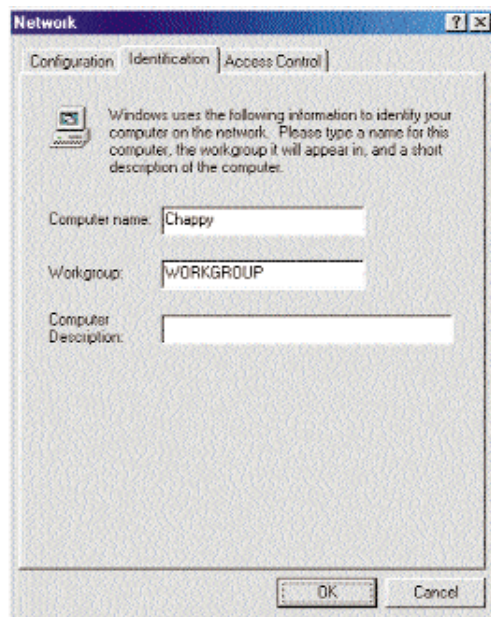 Network
Configuration Identification Access Control
Windows uses the following information to identify your
computer on the network. Please type a name for this
computer, the workgroup it will appear in, and a short
description of the computer.
Computer name: Chappy
Workgroup: WORKGROUP
Computer
Description:
OK Cancel